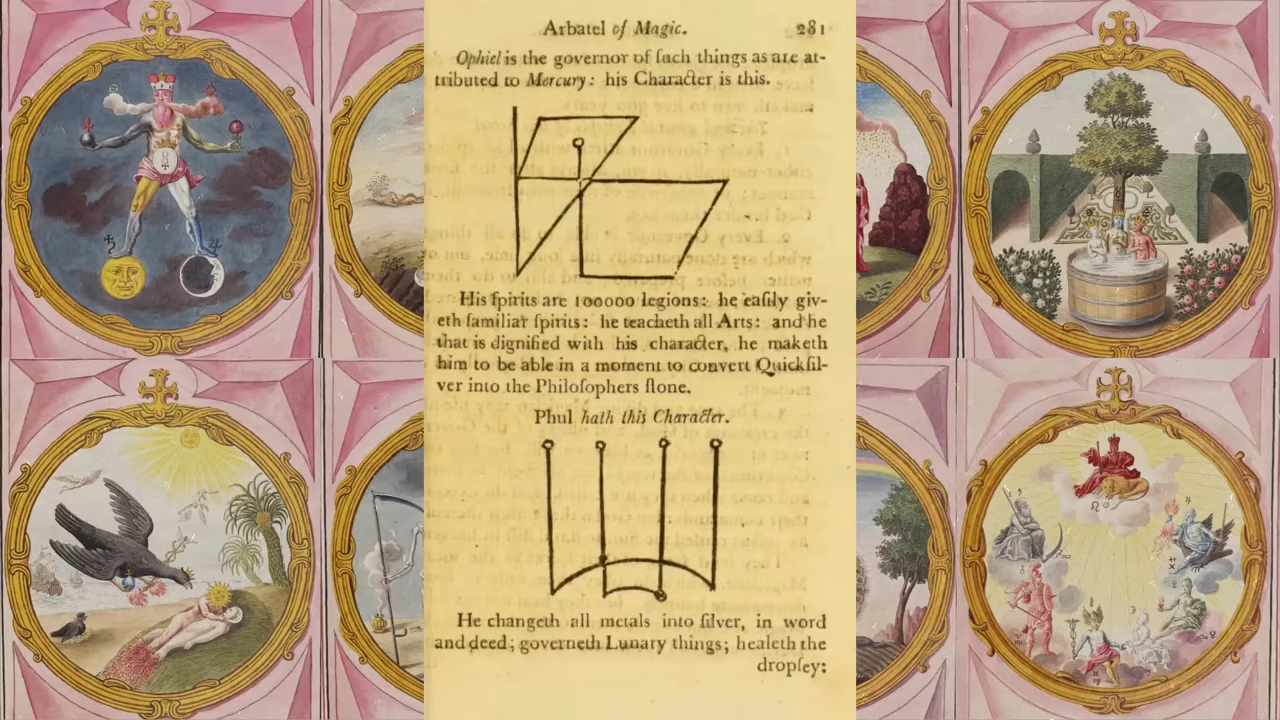 Arbatel of Magic. 281
Ophiel is the governor of ſuch things as are at-
tributed to Mercury: his Character is this.
His ſpirits are 100000 legions: he eaſily giv-
eth familiar ſpirits: he teacheth all Arts: and he
that is dignified with his character, he maketh
him to be able in a moment to convert Quickſil-
ver into the Philoſophers ſtone.
Phul hath this Character.
He changeth all metals into ſilver, in word
and deed; governeth Lunary things; healeth the
dropſey: